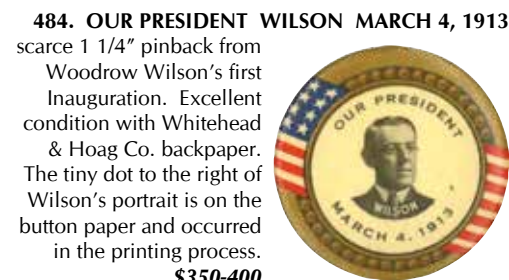 484. OUR PRESIDENT WILSON MARCH 4, 1913
scarce 1 1/4″ pinback from
Woodrow Wilson’s first
Inauguration. Excellent
condition with Whitehead
& Hoag Co. backpaper.
The tiny dot to the right of
Wilson’s portrait is on the
button paper and occurred
in the printing process.
$350-400
OUR PRESIDENT
WILSON
MARCH 4. 1913